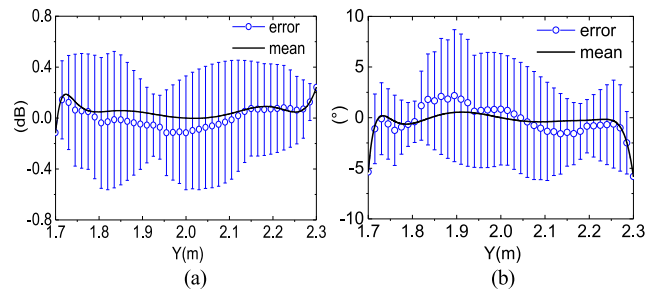 error
mean
0.8
0.4
0.0
-0.4
-0.8
(dB)
1.7 1.8 1.9 2.0 2.1 2.2 2.3
Y(m)
(a)
error
mean
10
5
0
-5
-10
(°)
1.7 1.8 1.9 2.0 2.1 2.2 2.3
Y(m)
(b)